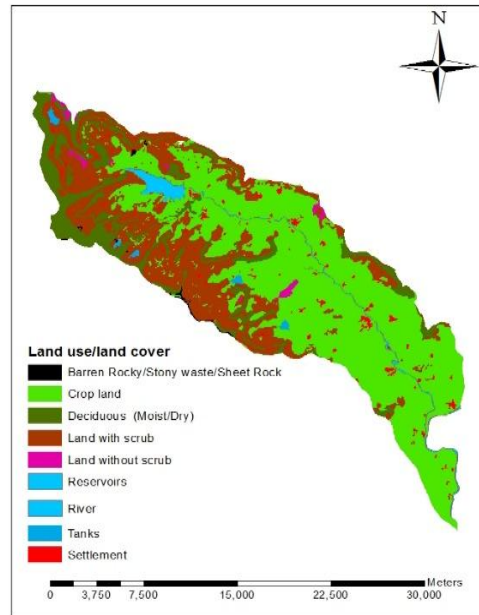 N
Land use/land cover
Barren Rocky/Stony waste/Sheet Rock
Crop land
Deciduous (Moist/Dry)
Land with scrub
Land without scrub
Reservoirs
River
Tanks
Settlement
Meters
0 3,750 7,500 15,000 22,500 30,000